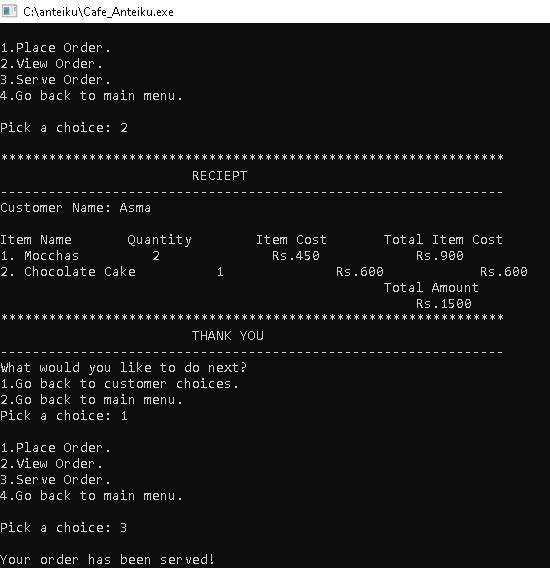 C:\anteiku\Cafe_Anteiku.exe
1.Place Order.
2.View Order.
3.Serve Order.
4.Go back to main menu.
Pick a choice: 2
***************************************************************
RECIEPT
---------------------------------------------------------------
Customer Name: Asma
Item Name       Quantity        Item Cost       Total Item Cost
1. Mocchas         2              Rs.450            Rs.900
2. Chocolate Cake          1              Rs.600            Rs.600
Total Amount
Rs.1500
***************************************************************
THANK YOU
---------------------------------------------------------------
What would you like to do next?
1.Go back to customer choices.
2.Go back to main menu.
Pick a choice: 1
1.Place Order.
2.View Order.
3.Serve Order.
4.Go back to main menu.
Pick a choice: 3
Your order has been served!